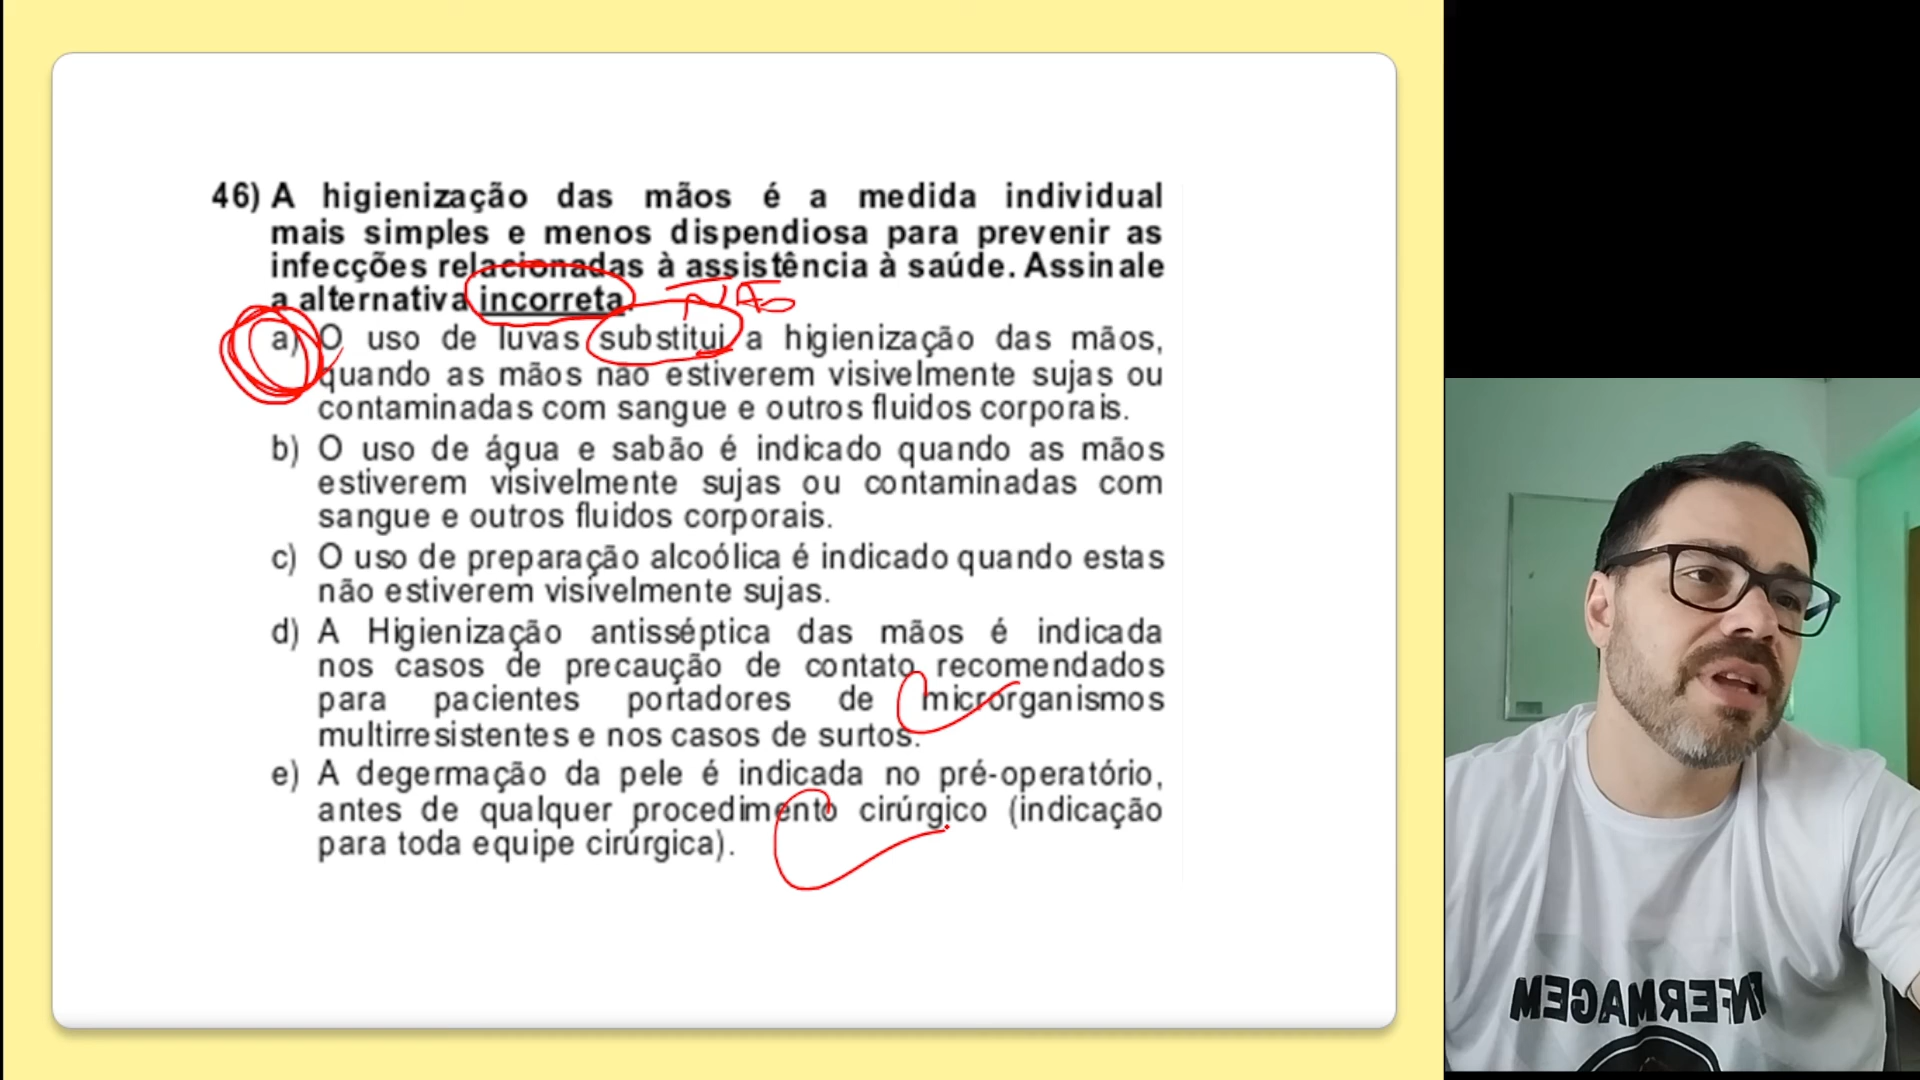 46) A higienização das mãos é a medida individual
mais simples e menos dispendiosa para prevenir as
infecções relacionadas à assistência à saúde. Assinale
a alternativa incorreta.
NÃO
a) O uso de luvas substitui a higienização das mãos,
quando as mãos não estiverem visivelmente sujas ou
contaminadas com sangue e outros fluidos corporais.
b) O uso de água e sabão é indicado quando as mãos
estiverem visivelmente sujas ou contaminadas com
sangue e outros fluidos corporais.
c) O uso de preparação alcoólica é indicado quando estas
não estiverem visivelmente sujas.
d) A Higienização antisséptica das mãos é indicada
nos casos de precaução de contato recomendados
para pacientes portadores de microrganismos
multirresistentes e nos casos de surtos.
e) A degermação da pele é indicada no pré-operatório,
antes de qualquer procedimento cirúrgico (indicação
para toda equipe cirúrgica).
ENFERMAGEM